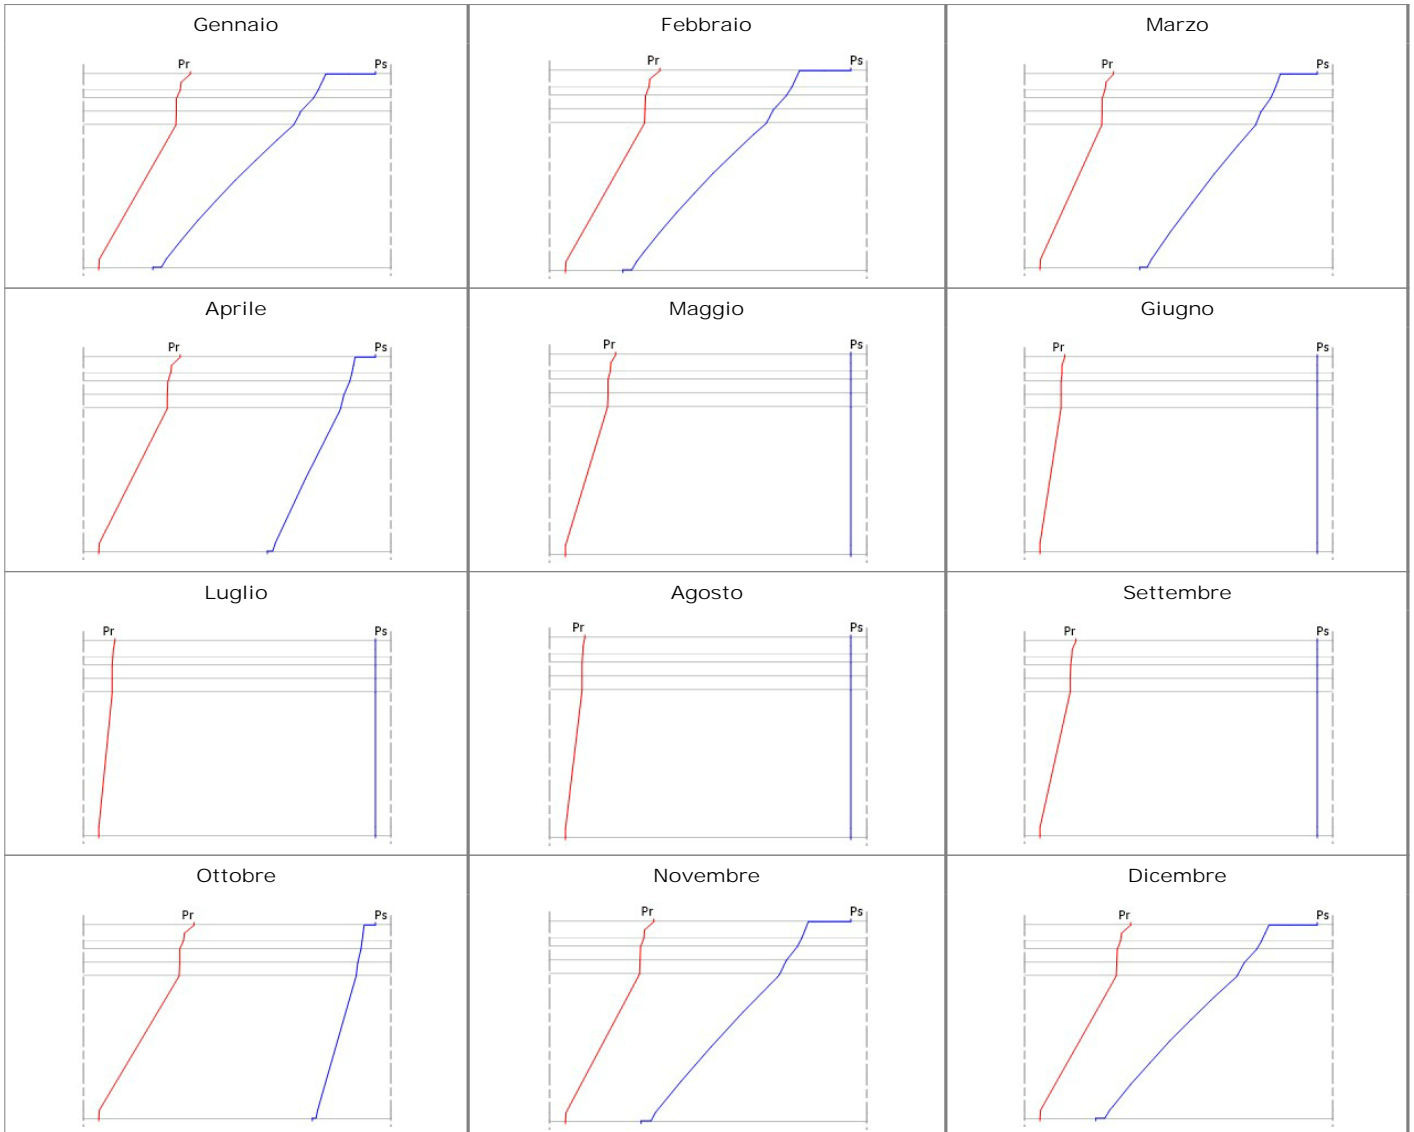 Gennaio
Febbraio
Marzo
Pr Ps
Pr Ps
Pr Ps
Aprile
Maggio
Giugno
Pr Ps
Pr Ps
Pr Ps
Luglio
Agosto
Settembre
Pr Ps
Pr Ps
Pr Ps
Ottobre
Novembre
Dicembre
Pr Ps
Pr Ps
Pr Ps